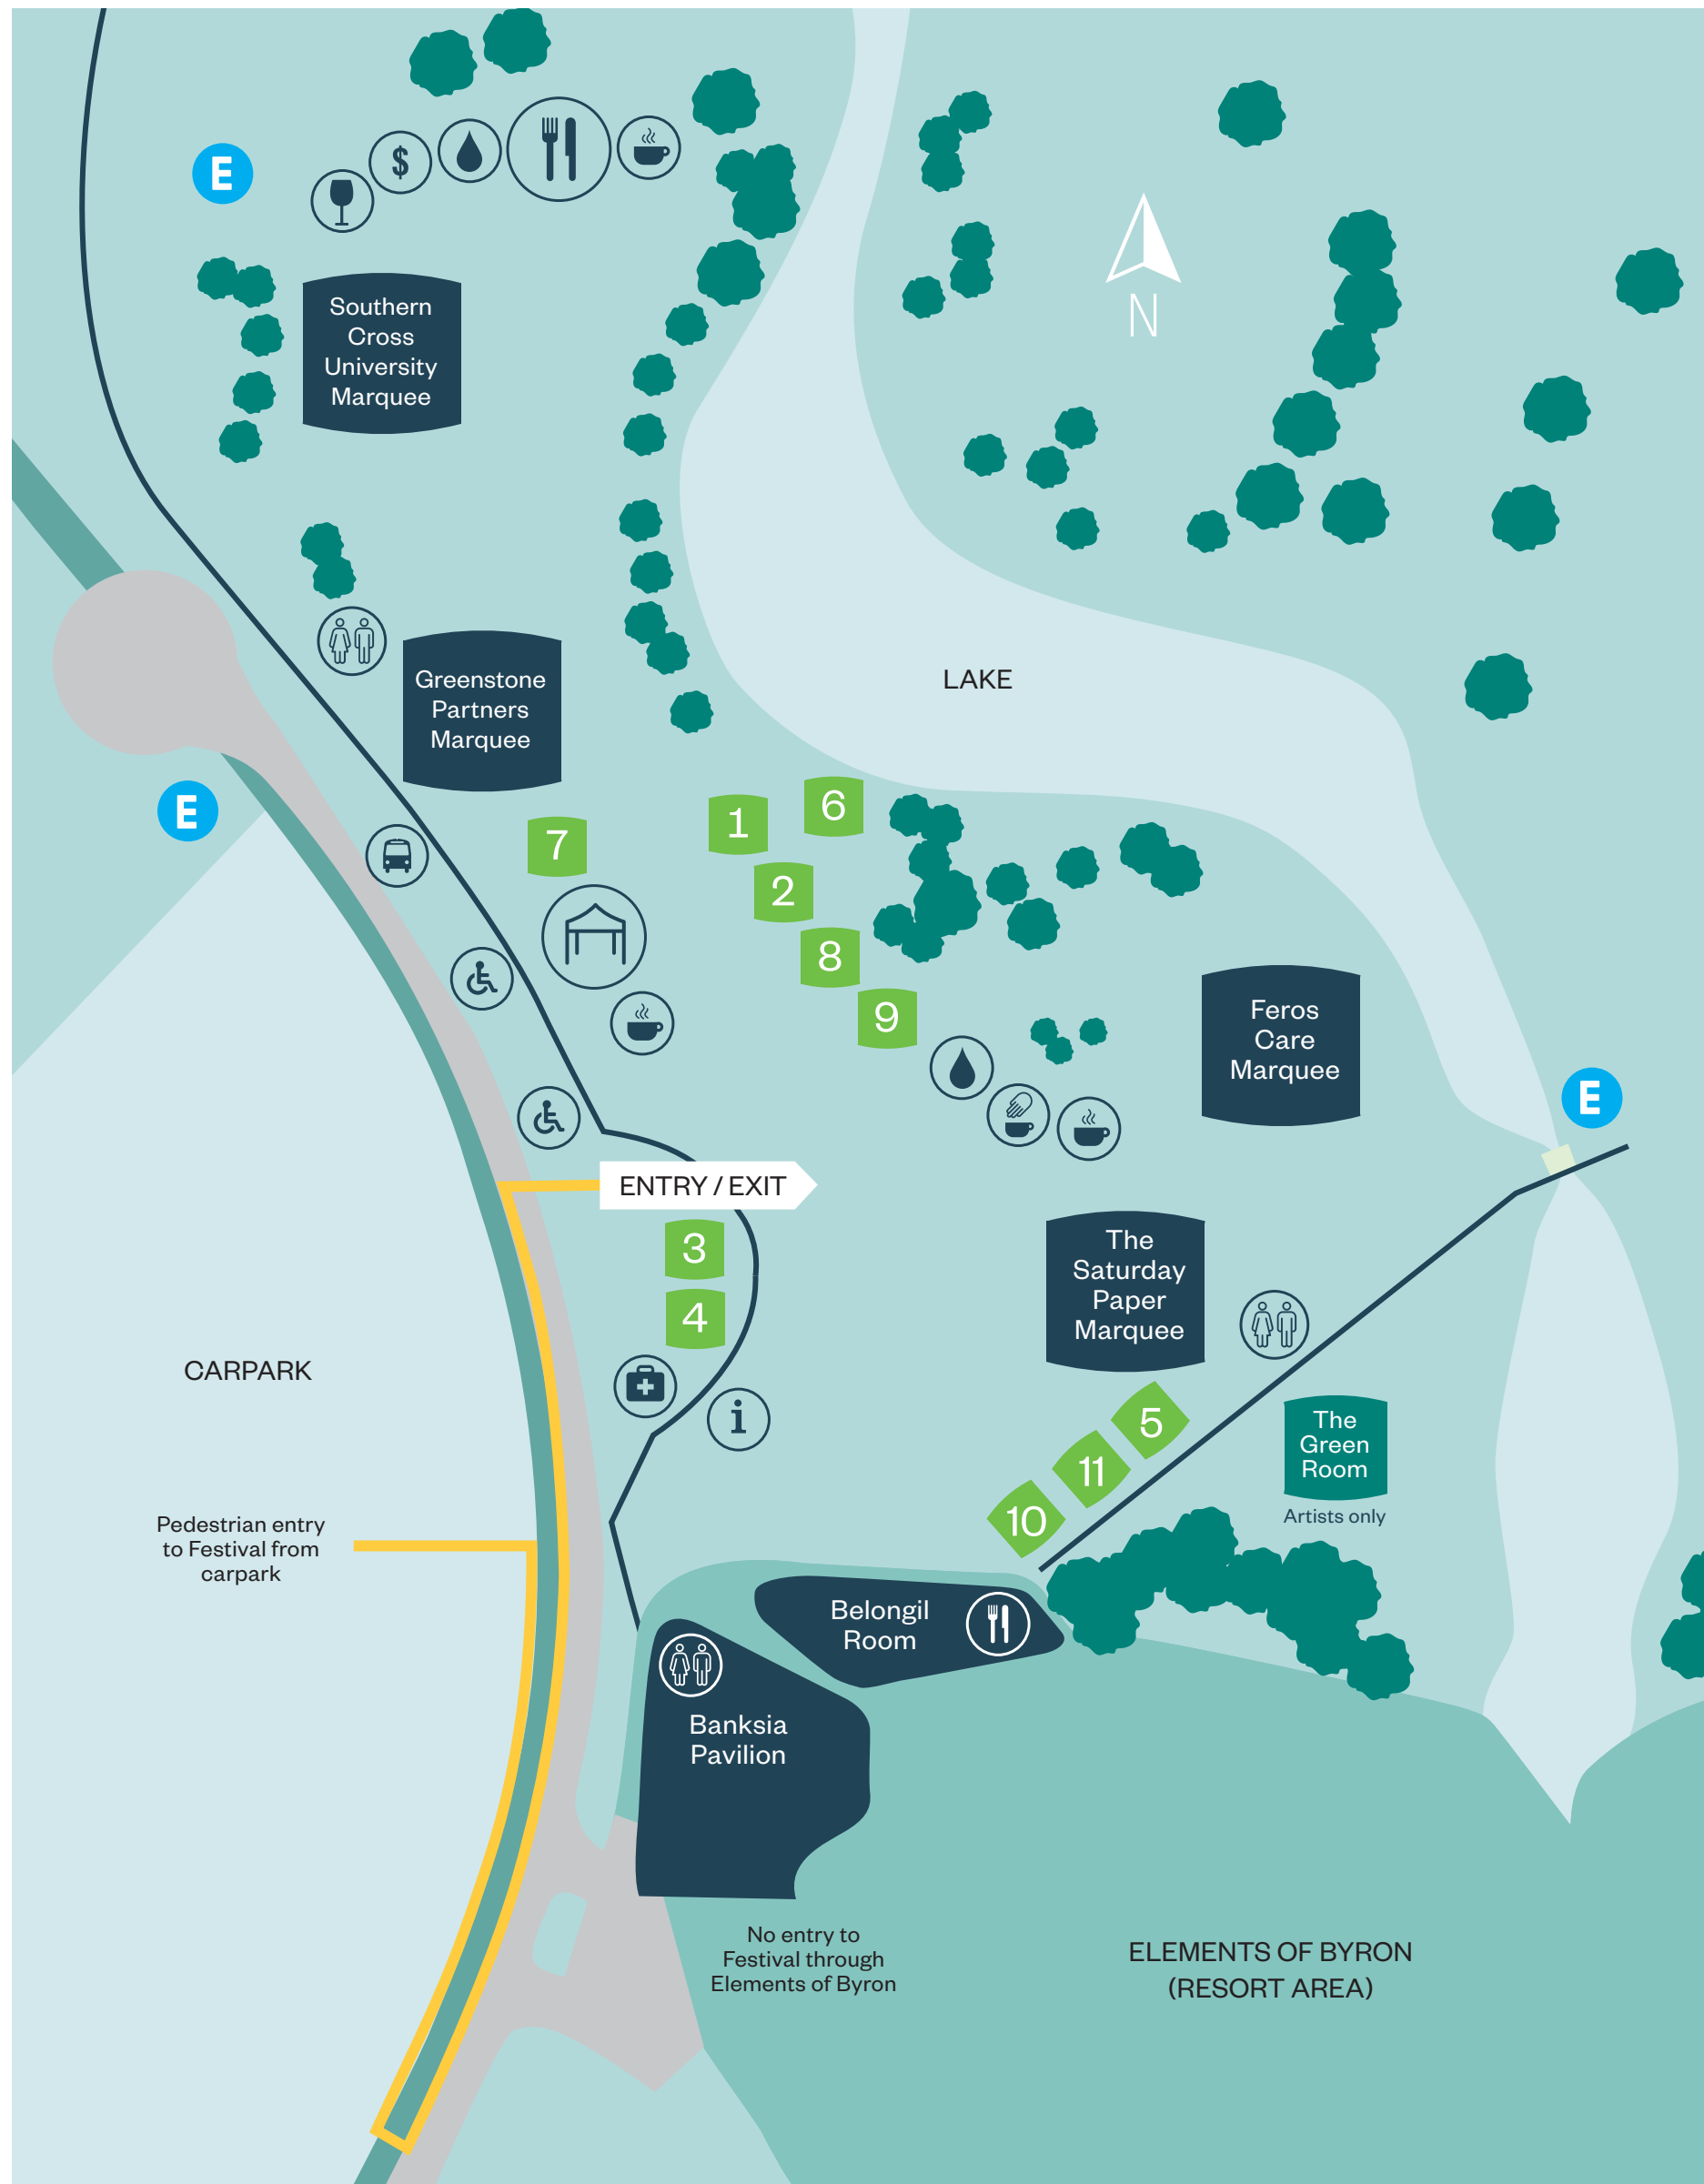 E
$
N
Southern
Cross
University
Marquee
Greenstone
Partners
Marquee
LAKE
E
1
6
7
2
8
9
Feros
Care
Marquee
E
ENTRY / EXIT
3
4
The
Saturday
Paper
Marquee
CARPARK
i
5
11
10
The
Green
Room
Artists only
Pedestrian entry
to Festival from
carpark
Belongil
Room
Banksia
Pavilion
No entry to
Festival through
Elements of Byron
ELEMENTS OF BYRON
(RESORT AREA)